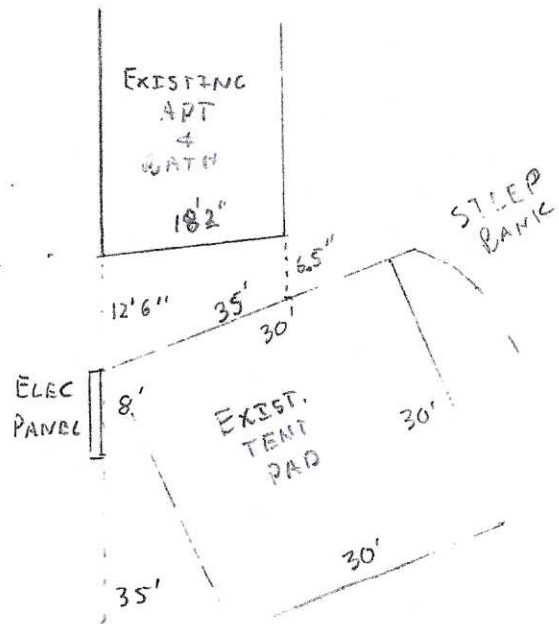 EXISTING
APT
&
BATH
18'2"
STEEP
BANK
6.5"
12'6"
35'
30'
ELEC
PANEL
8'
EXIST.
TENT
PAD
30'
30'
35'